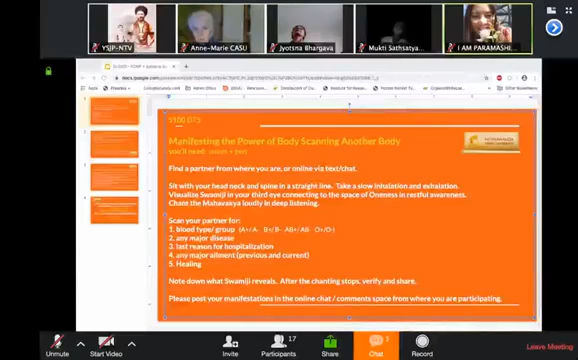 YSJP-NTV
Anne-Marie CASU
Jyotsna Bhargava
Mukti Sathsatya...
I AM PARAMASHI...
Manifesting the Power of Body Scanning Another Body
Find a partner from where you are, or online via text/chat.
Sit with your head neck and spine in a straight line. Take a slow inhalation and exhalation.
Visualize Swamiji in your third eye connecting to the space of Oneness in restful awareness.
Chant the Mahavakya loudly in deep listening.
Scan your partner for:
1. blood type/ group (A+/A- B+/B- AB+/AB- O+/O-)
2. any major disease
3. last reason for hospitalization
4. any major ailment (previous and current)
5. Healing
Note down what Swamiji reveals. After the chanting stops, verify and share.
Please post your manifestations in the online chat / comments space from where you are participating.
Unmute
Start Video
Invite
17
Participants
Share
1
Chat
Record
Leave Meeting